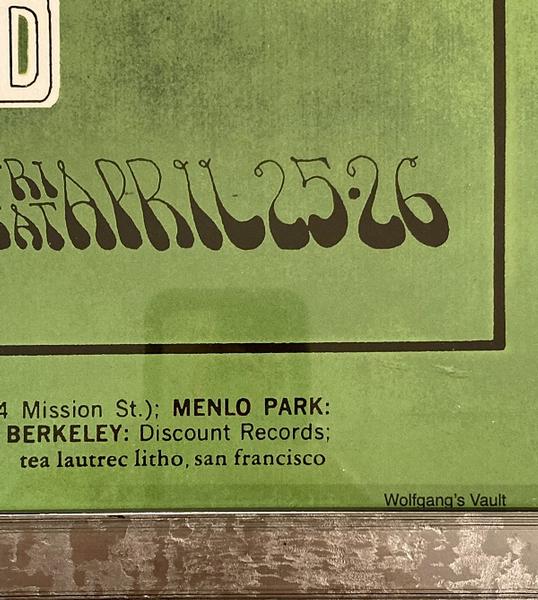 D
FRI
SAT APRIL 25·26
4 Mission St.); MENLO PARK:
BERKELEY: Discount Records;
tea lautrec litho, san francisco
Wolfgang's Vault